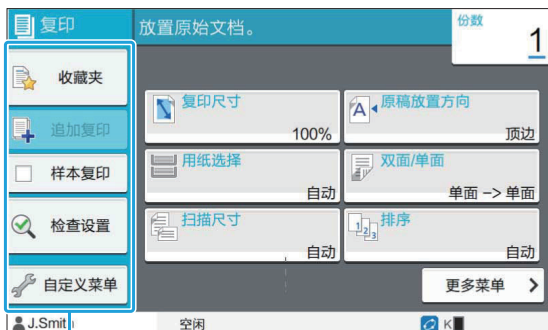 复印
放置原始文档。
份数
1
收藏夹
追加复印
样本复印
检查设置
自定义菜单
复印尺寸
100%
原稿放置方向
顶边
用纸选择
自动
双面/单面
单面 -> 单面
扫描尺寸
自动
排序
自动
更多菜单
J.Smit
空闲
K